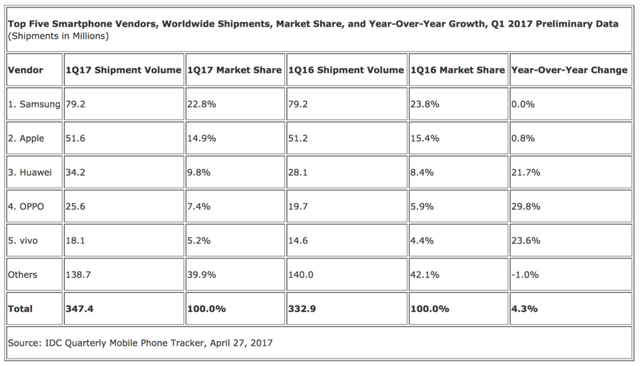 Top Five Smartphone Vendors, Worldwide Shipments, Market Share, and Year-Over-Year Growth, Q1 2017 Preliminary Data
(Shipments in Millions)
Vendor 1Q17 Shipment Volume 1Q17 Market Share 1Q16 Shipment Volume 1Q16 Market Share Year-Over-Year Change
1. Samsung 79.2 22.8% 79.2 23.8% 0.0%
2. Apple 51.6 14.9% 51.2 15.4% 0.8%
3. Huawei 34.2 9.8% 28.1 8.4% 21.7%
4. OPPO 25.6 7.4% 19.7 5.9% 29.8%
5. vivo 18.1 5.2% 14.6 4.4% 23.6%
Others 138.7 39.9% 140.0 42.1% -1.0%
Total 347.4 100.0% 332.9 100.0% 4.3%
Source: IDC Quarterly Mobile Phone Tracker, April 27, 2017